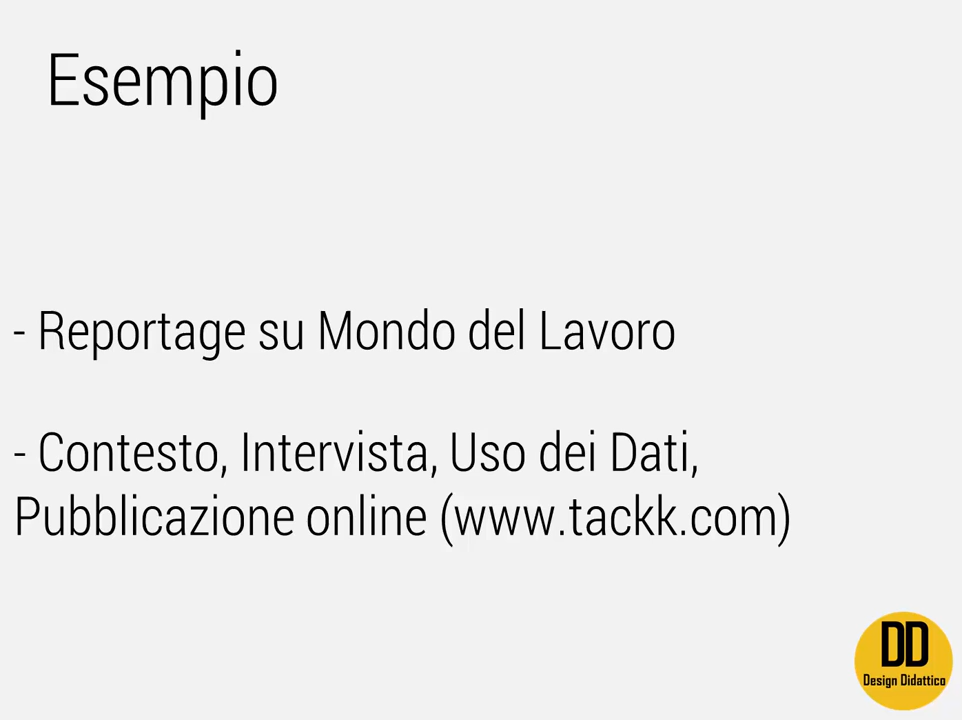 Esempio
- Reportage su Mondo del Lavoro
- Contesto, Intervista, Uso dei Dati,
Pubblicazione online (www.tackk.com)
DD
Design Didattico